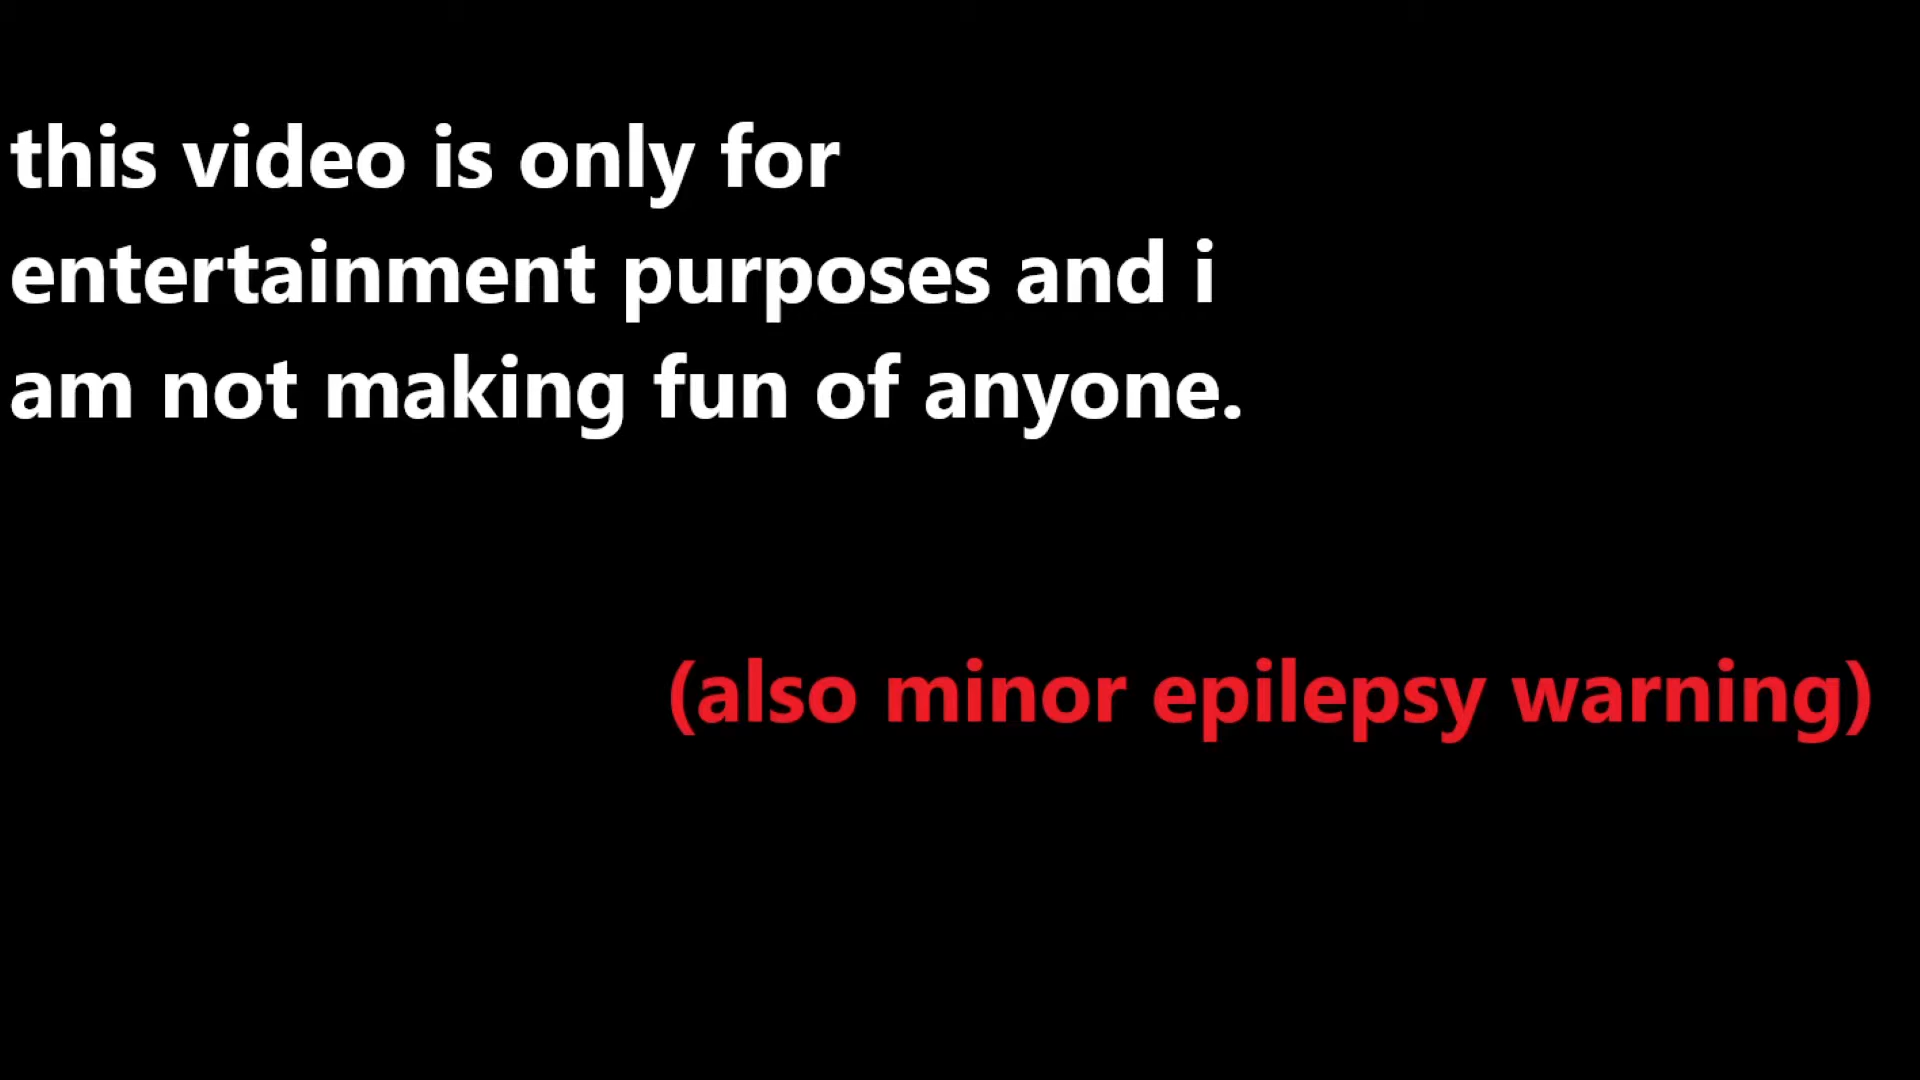 this video is only for
entertainment purposes and i
am not making fun of anyone.
(also minor epilepsy warning)